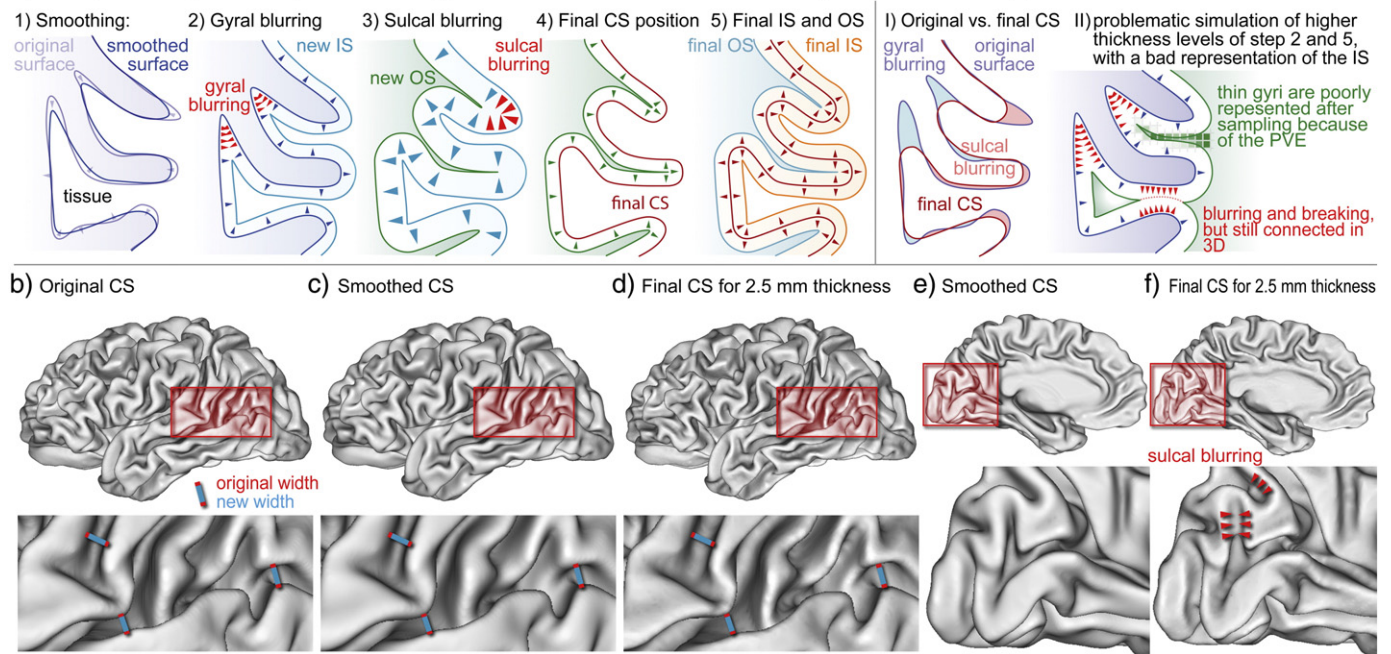 1) Smoothing:
original
surface
smoothed
surface
tissue
2) Gyral blurring
new IS
gyral
blurring
3) Sulcal blurring
sulcal
blurring
new OS
4) Final CS position
final CS
5) Final IS and OS
final OS
final IS
I) Original vs. final CS
gyral
blurring
original
surface
sulcal
blurring
final CS
II) problematic simulation of higher
thickness levels of step 2 and 5,
with a bad representation of the IS
thin gyri are poorly
repesented after
sampling because
of the PVE
blurring and breaking,
but still connected in
3D
b) Original CS
c) Smoothed CS
d) Final CS for 2.5 mm thickness
e) Smoothed CS
f) Final CS for 2.5 mm thickness
original width
new width
sulcal blurring